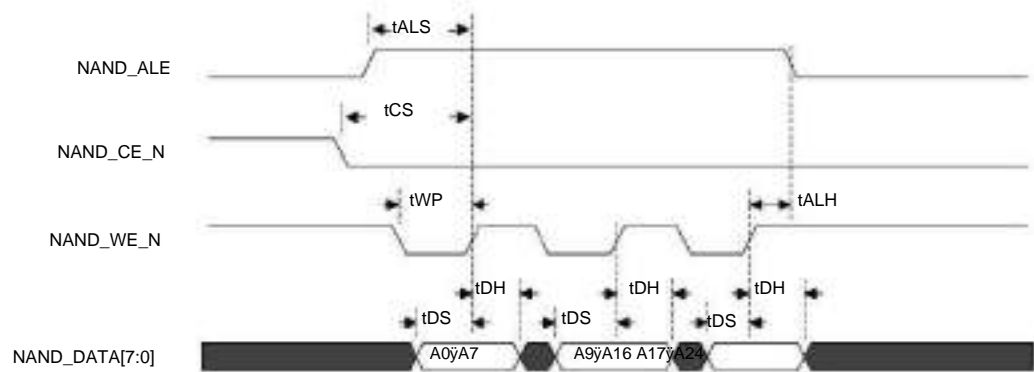 tALS
NAND_ALE
tCS
NAND_CE_N
tWP
tALH
NAND_WE_N
tDH tDH tDH
tDS tDS tDS
NAND_DATA[7:0] A0ÿA7 A9ÿA16 A17ÿA24